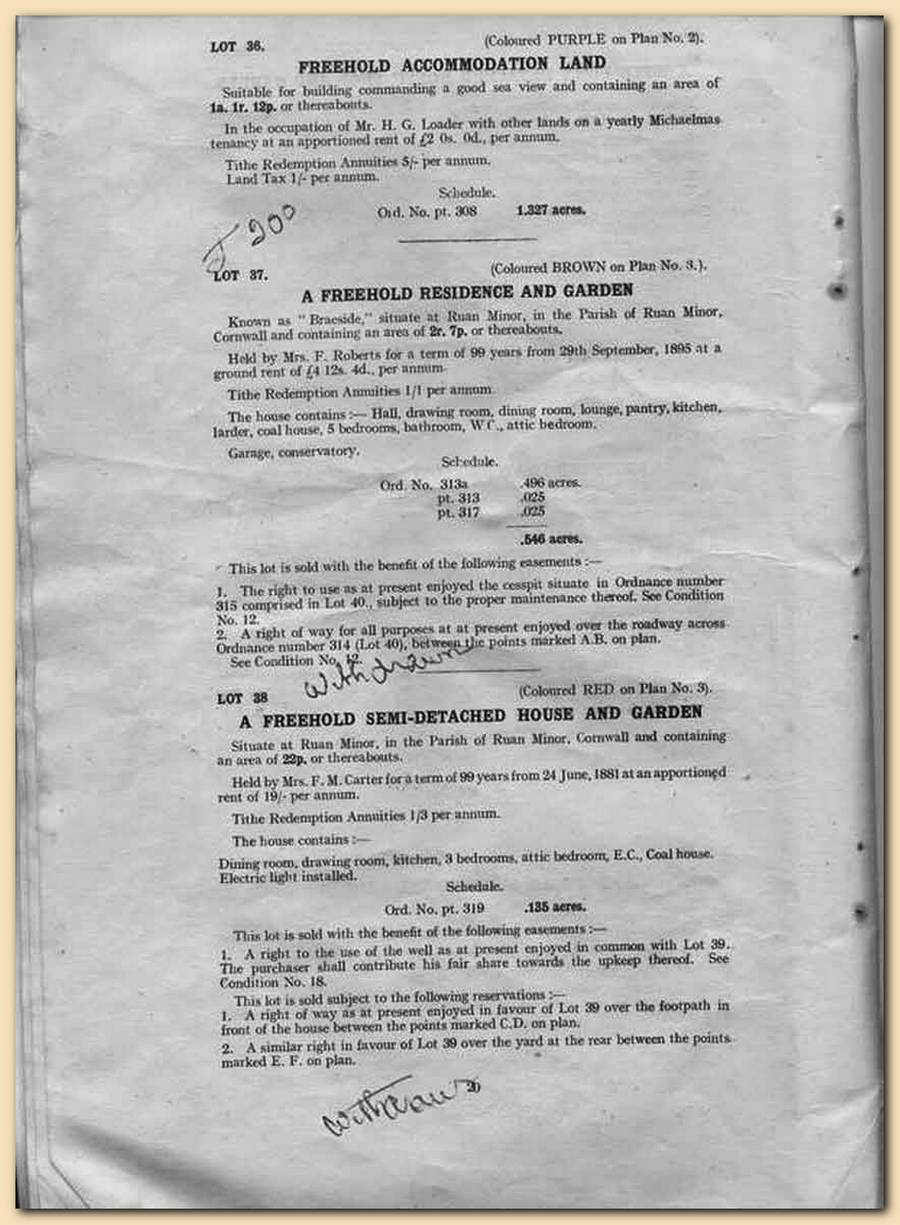 LOT 36. (Coloured PURPLE on Plan No. 2).
FREEHOLD ACCOMMODATION LAND
Suitable for building commanding a good sea view and containing an area of
1a. 1r. 12p. or thereabouts.
In the occupation of Mr. H. G. Loader with other lands on a yearly Michaelmas
tenancy at an apportioned rent of £2 0s. 0d., per annum.
Tithe Redemption Annuities 5/- per annum.
Land Tax 1/- per annum.
Schedule.
Ord. No. pt. 308 1.327 acres.
200
LOT 37. (Coloured BROWN on Plan No. 3.).
A FREEHOLD RESIDENCE AND GARDEN
Known as "Braeside," situate at Ruan Minor, in the Parish of Ruan Minor,
Cornwall and containing an area of 2r. 7p. or thereabouts.
Held by Mrs. F. Roberts for a term of 99 years from 29th September, 1895 at a
ground rent of £4 12s. 4d., per annum.
Tithe Redemption Annuities 1/1 per annum.
The house contains :— Hall, drawing room, dining room, lounge, pantry, kitchen,
larder, coal house, 5 bedrooms, bathroom, W.C., attic bedroom.
Garage, conservatory.
Schedule.
Ord. No. 313a .496 acres.
pt. 313 .025
pt. 317 .025
.546 acres.
This lot is sold with the benefit of the following easements :—
1. The right to use as at present enjoyed the cesspit situate in Ordnance number
315 comprised in Lot 40., subject to the proper maintenance thereof. See Condition
No. 12.
2. A right of way for all purposes at at present enjoyed over the roadway across
Ordnance number 314 (Lot 40), between the points marked A.B. on plan.
See Condition No. 12.
Withdrawn
LOT 38 (Coloured RED on Plan No. 3).
A FREEHOLD SEMI-DETACHED HOUSE AND GARDEN
Situate at Ruan Minor, in the Parish of Ruan Minor, Cornwall and containing
an area of 22p. or thereabouts.
Held by Mrs. F. M. Carter for a term of 99 years from 24 June, 1881 at an apportioned
rent of 19/- per annum.
Tithe Redemption Annuities 1/3 per annum.
The house contains :—
Dining room, drawing room, kitchen, 3 bedrooms, attic bedroom, E.C., Coal house.
Electric light installed.
Schedule.
Ord. No. pt. 319 .135 acres.
This lot is sold with the benefit of the following easements :—
1. A right to the use of the well as at present enjoyed in common with Lot 39.
The purchaser shall contribute his fair share towards the upkeep thereof. See
Condition No. 18.
This lot is sold subject to the following reservations :—
1. A right of way as at present enjoyed in favour of Lot 39 over the footpath in
front of the house between the points marked C.D. on plan.
2. A similar right in favour of Lot 39 over the yard at the rear between the points
marked E. F. on plan.
20
Withdrawn